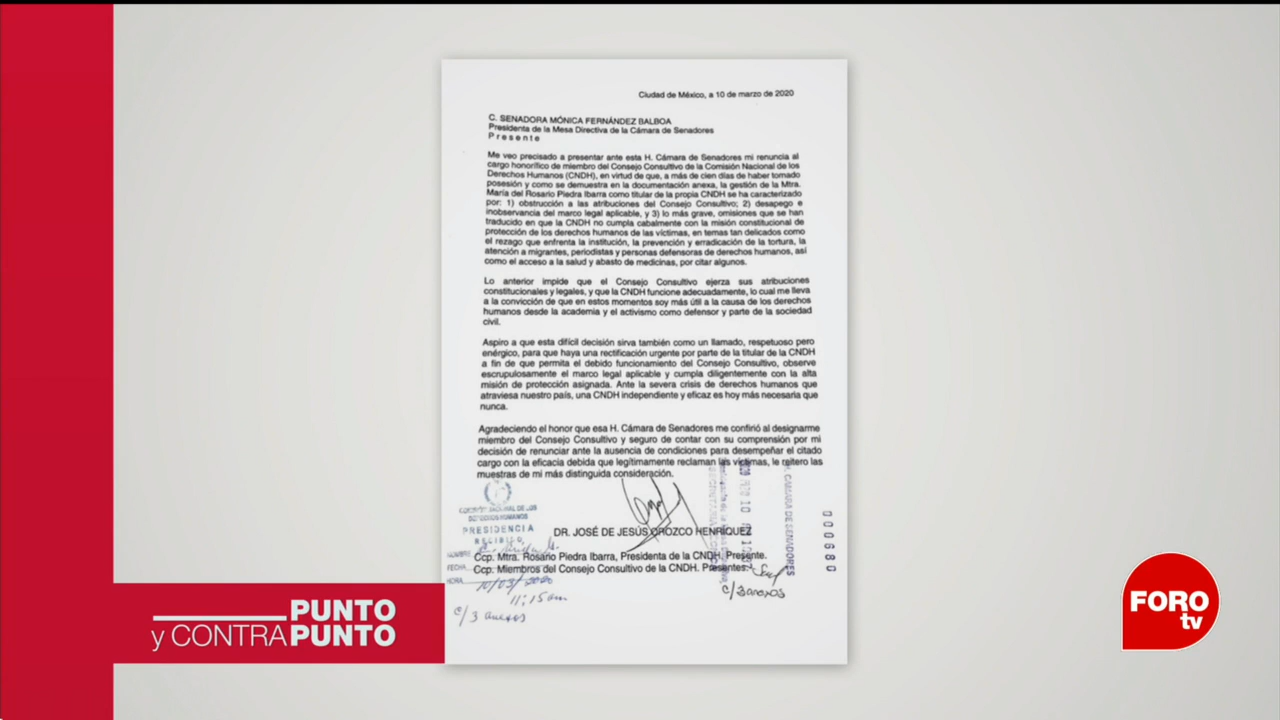 Ciudad de México, a 10 de marzo de 2020
C. SENADORA MÓNICA FERNÁNDEZ BALBOA
Presidenta de la Mesa Directiva de la Cámara de Senadores
P r e s e n t e
Me veo precisado a presentar ante esta H. Cámara de Senadores mi renuncia al
cargo honorífico de miembro del Consejo Consultivo de la Comisión Nacional de los
Derechos Humanos (CNDH), en virtud de que, a más de cien días de haber tomado
posesión y como se demuestra en la documentación anexa, la gestión de la Mtra.
María del Rosario Piedra Ibarra como titular de la propia CNDH se ha caracterizado
por: 1) obstrucción a las atribuciones del Consejo Consultivo; 2) desapego e
inobservancia del marco legal aplicable, y 3) lo más grave, omisiones que se han
traducido en que la CNDH no cumpla cabalmente con la misión constitucional de
protección de los derechos humanos de las víctimas, en temas tan delicados como
el rezago que enfrenta la institución, la prevención y erradicación de la tortura, la
atención a migrantes, periodistas y personas defensoras de derechos humanos, así
como el acceso a la salud y abasto de medicinas, por citar algunos.
Lo anterior impide que el Consejo Consultivo ejerza sus atribuciones
constitucionales y legales, y que la CNDH funcione adecuadamente, lo cual me lleva
a la convicción de que en estos momentos soy más útil a la causa de los derechos
humanos desde la academia y el activismo como defensor y parte de la sociedad
civil.
Aspiro a que esta difícil decisión sirva también como un llamado, respetuoso pero
enérgico, para que haya una rectificación urgente por parte de la titular de la CNDH
a fin de que permita el debido funcionamiento del Consejo Consultivo, observe
escrupulosamente el marco legal aplicable y cumpla diligentemente con la alta
misión de protección asignada. Ante la severa crisis de derechos humanos que
atraviesa nuestro país, una CNDH independiente y eficaz es hoy más necesaria que
nunca.
Agradeciendo el honor que esa H. Cámara de Senadores me confirió al designarme
miembro del Consejo Consultivo y seguro de contar con su comprensión por mi
decisión de renunciar ante la ausencia de condiciones para desempeñar el citado
cargo con la eficacia debida que legítimamente reclaman las víctimas, le reitero las
muestras de mi más distinguida consideración.
DR. JOSÉ DE JESÚS OROZCO HENRÍQUEZ
Ccp. Mtra. Rosario Piedra Ibarra, Presidenta de la CNDH. Presente.
Ccp. Miembros del Consejo Consultivo de la CNDH. Presentes.
PRESIDENCIA
RECIBIDO
NOMBRE
FECHA 10/03/2020
HORA 11:15 am
c/3 anexos
H. CÁMARA DE SENADORES
000680
c/3 anexos
PUNTO
y CONTRAPUNTO
FORO
tv